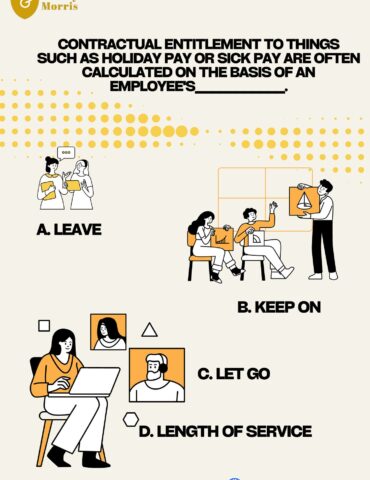 &
Morris
CONTRACTUAL ENTITLEMENT TO THINGS
SUCH AS HOLIDAY PAY OR SICK PAY ARE OFTEN
CALCULATED ON THE BASIS OF AN
EMPLOYEE'S____________.
A. LEAVE
B. KEEP ON
C. LET GO
D. LENGTH OF SERVICE